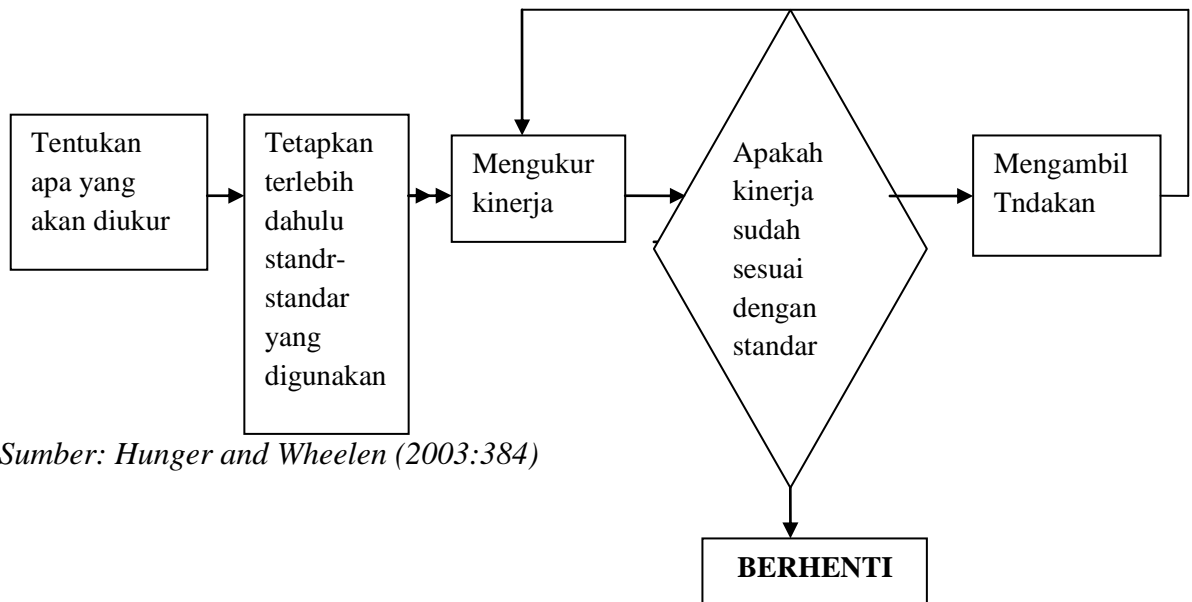 Tentukan
apa yang
akan diukur
Tetapkan
terlebih
dahulu
standr-
standar
yang
digunakan
Mengukur
kinerja
Apakah
kinerja
sudah
sesuai
dengan
standar
Mengambil
Tndakan
Sumber: Hunger and Wheelen (2003:384)
BERHENTI